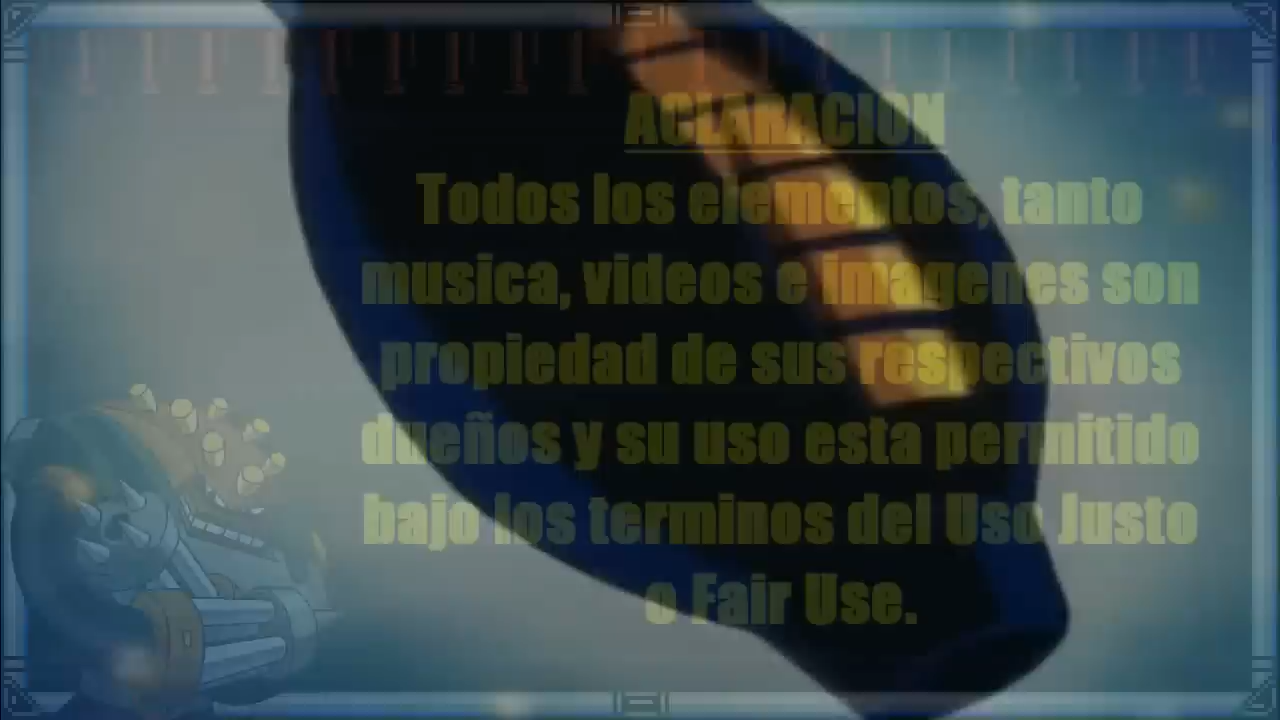 ACLARACION
Todos los elementos, tanto
musica, videos e imagenes son
propiedad de sus respectivos
dueños y su uso esta permitido
bajo los terminos del Uso Justo
o Fair Use.